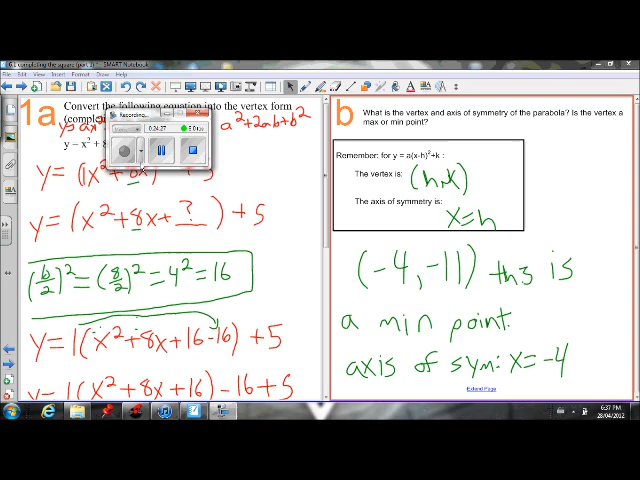 6.1 completing the square (part 1) - SMART Notebook
File Edit View Insert Format Tools Draw Help
1a
Convert the following equation into the vertex form
(comple
y = ax²
a²+2ab+b²
y = x² + 8
Recording...
0:24:27
y = (1x² + 8x) + 5
y = (x² + 8x + ?) + 5
(b/2)² = (8/2)² = 4² = 16
y = 1(x² + 8x + 16 - 16) + 5
y = 1(x² + 8x + 16) - 16 + 5
b
What is the vertex and axis of symmetry of the parabola? Is the vertex a
max or min point?
Remember: for y = a(x-h)²+k :
The vertex is: (h,k)
The axis of symmetry is:
x = h
(-4, -11) this is
a min point.
axis of sym: x = -4
Extend Page
6:37 PM
28/04/2012